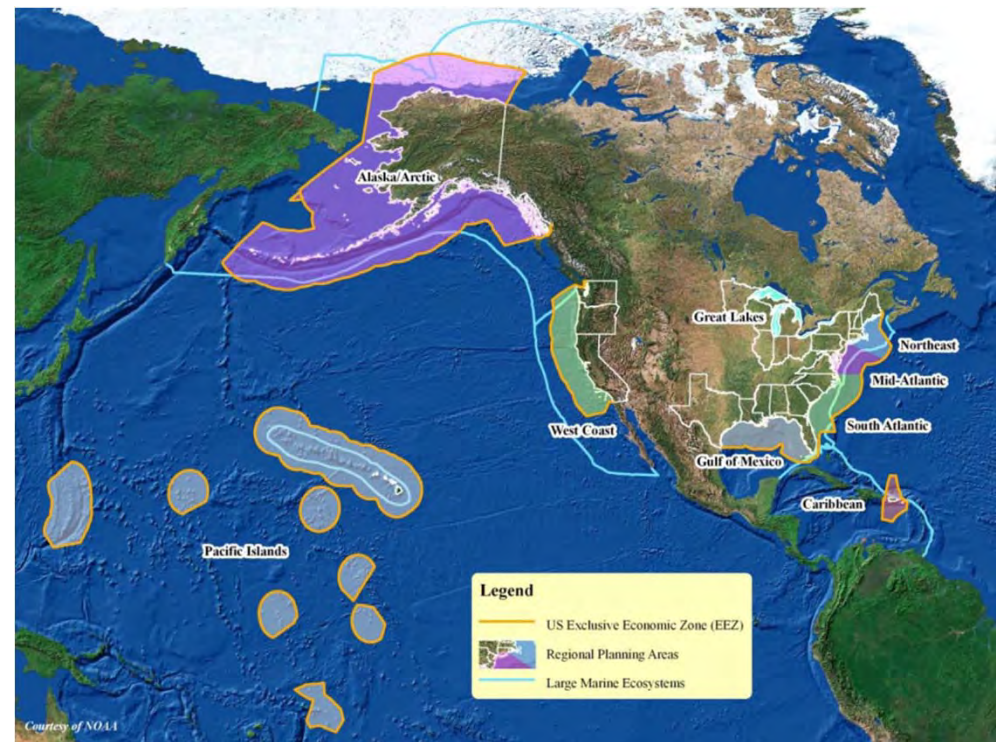 Alaska/Arctic
Great Lakes
Northeast
Mid-Atlantic
West Coast
South Atlantic
Gulf of Mexico
Caribbean
Pacific Islands
Legend
US Exclusive Economic Zone (EEZ)
Regional Planning Areas
Large Marine Ecosystems
Courtesy of NOAA